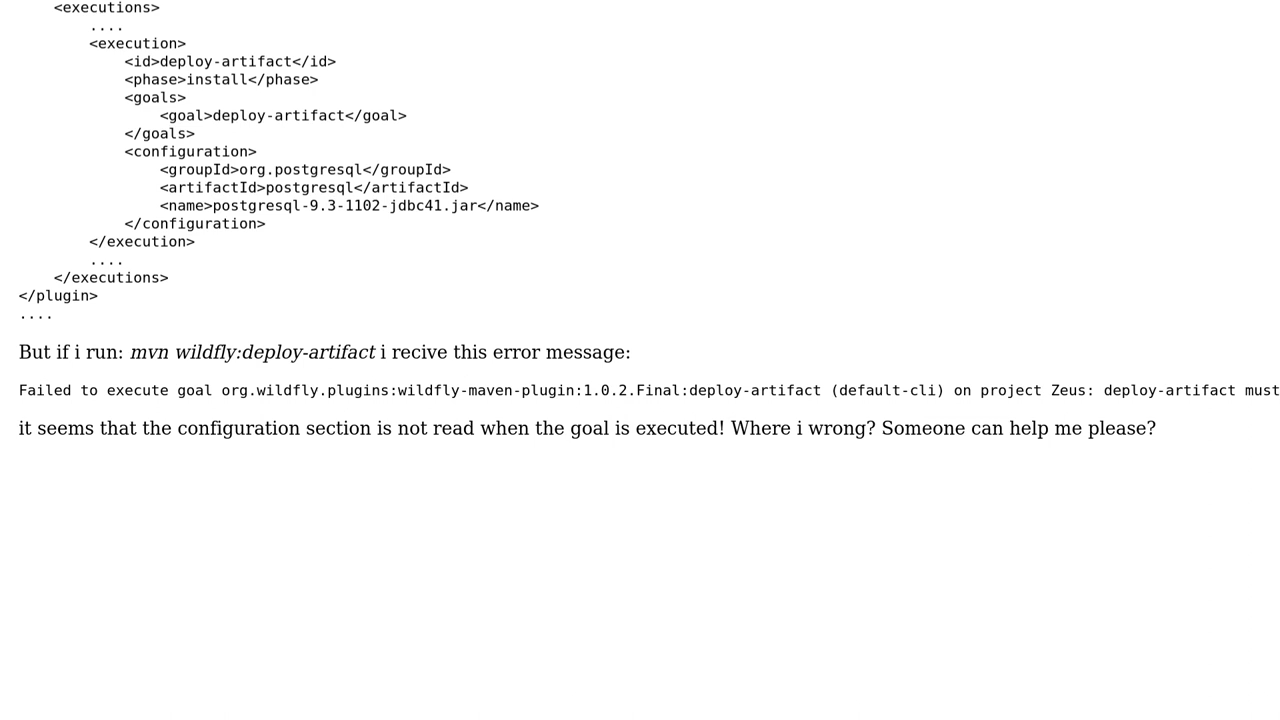 <executions>
....
<execution>
<id>deploy-artifact</id>
<phase>install</phase>
<goals>
<goal>deploy-artifact</goal>
</goals>
<configuration>
<groupId>org.postgresql</groupId>
<artifactId>postgresql</artifactId>
<name>postgresql-9.3-1102-jdbc41.jar</name>
</configuration>
</execution>
....
</executions>
</plugin>
....
But if i run: mvn wildfly:deploy-artifact i recive this error message:
Failed to execute goal org.wildfly.plugins:wildfly-maven-plugin:1.0.2.Final:deploy-artifact (default-cli) on project Zeus: deploy-artifact must
it seems that the configuration section is not read when the goal is executed! Where i wrong? Someone can help me please?